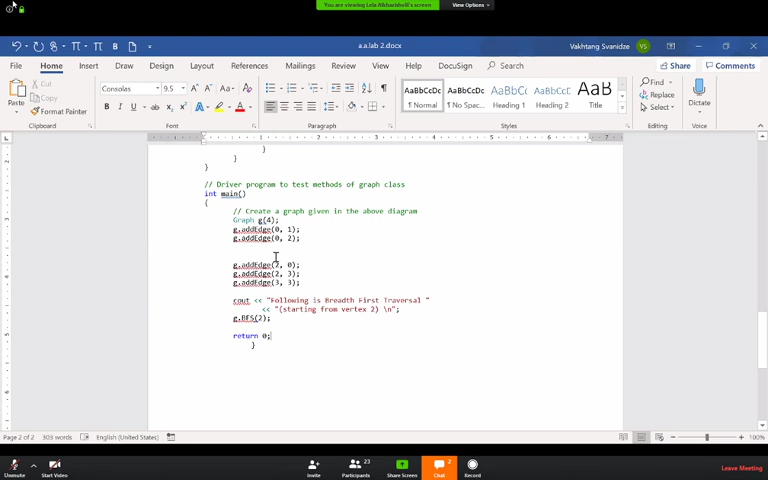 You are viewing Lela Alkhazishvili's screen
View Options
a.a.lab 2.docx
Vakhtang Svanidze
VS
File
Home
Insert
Draw
Design
Layout
References
Mailings
Review
View
Help
DocuSign
Search
Share
Comments
Paste
Cut
Copy
Format Painter
Clipboard
Consolas
9.5
Font
Paragraph
AaBbCcDc
¶ Normal
AaBbCcDc
¶ No Spac...
AaBbC
Heading 1
AaBbCcC
Heading 2
AaB
Title
Styles
Find
Replace
Select
Editing
Dictate
Voice
}
}
}
// Driver program to test methods of graph class
int main()
{
// Create a graph given in the above diagram
Graph g(4);
g.addEdge(0, 1);
g.addEdge(0, 2);
g.addEdge(2, 0);
g.addEdge(2, 3);
g.addEdge(3, 3);
cout << "Following is Breadth First Traversal "
<< "(starting from vertex 2) \n";
g.BFS(2);
return 0;
}
Page 2 of 2
303 words
English (United States)
100%
Unmute
Start Video
Invite
Participants
23
Share Screen
Chat
2
Record
Leave Meeting